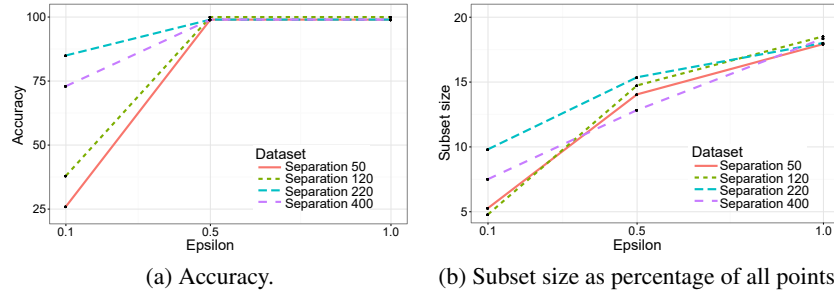 100
75
50
25
Accuracy
0.1
0.5
1.0
Epsilon
Dataset
Separation 50
Separation 120
Separation 220
Separation 400
(a) Accuracy.
20
15
10
5
Subset size
0.1
0.5
1.0
Epsilon
Dataset
Separation 50
Separation 120
Separation 220
Separation 400
(b) Subset size as percentage of all points